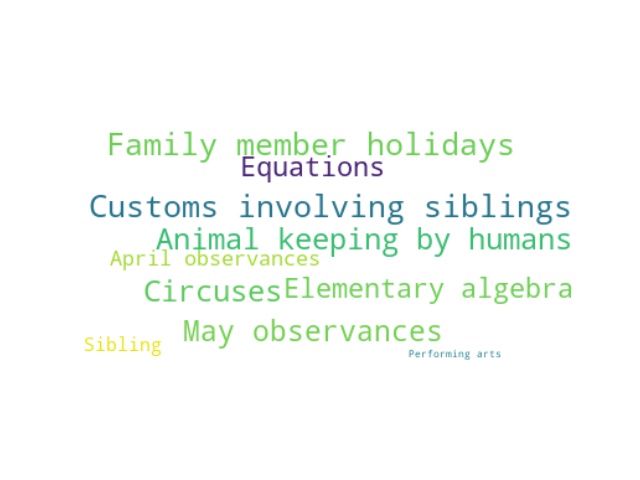 Family member holidays
Equations
Customs involving siblings
Animal keeping by humans
April observances
Circuses Elementary algebra
May observances
Sibling
Performing arts